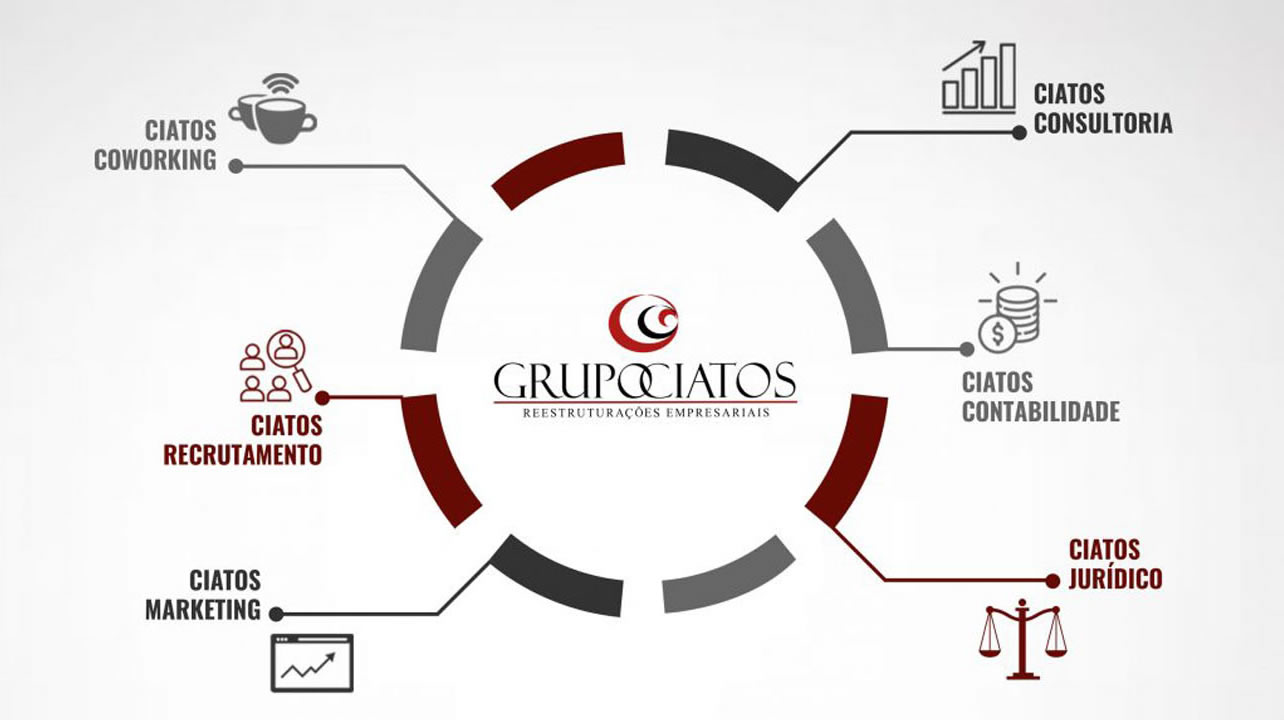 CIATOS
COWORKING
CIATOS
CONSULTORIA
CIATOS
CONTABILIDADE
GRUPOCIATOS
REESTRUTURAÇÕES EMPRESARIAIS
CIATOS
RECRUTAMENTO
CIATOS
JURÍDICO
CIATOS
MARKETING
$